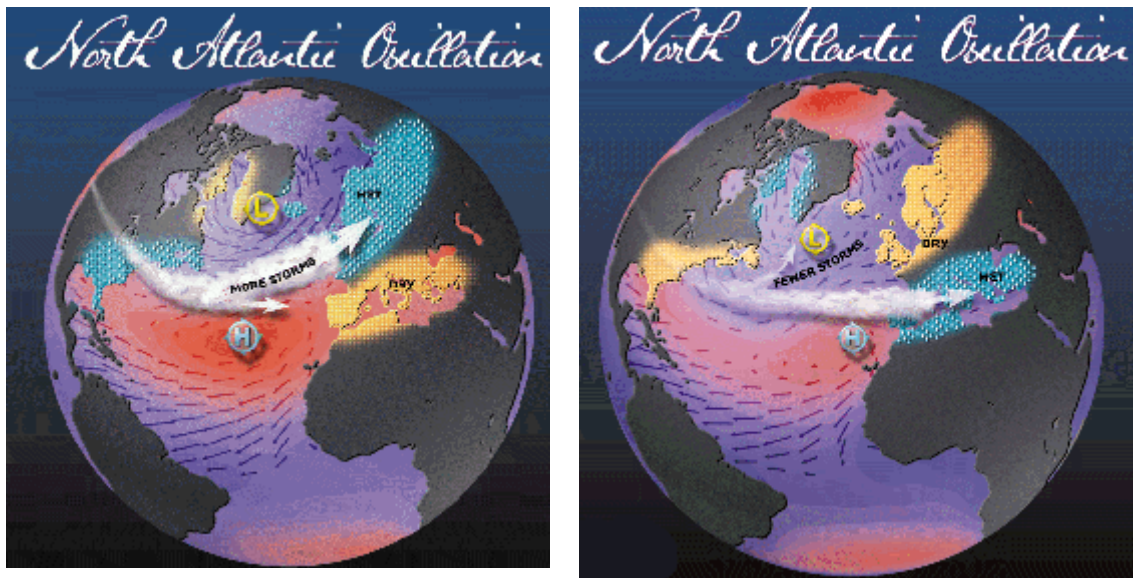 North Atlantic Oscillation
L
WET
MORE STORMS
Dry
H
North Atlantic Oscillation
L
DRY
FEWER STORMS
WET
H